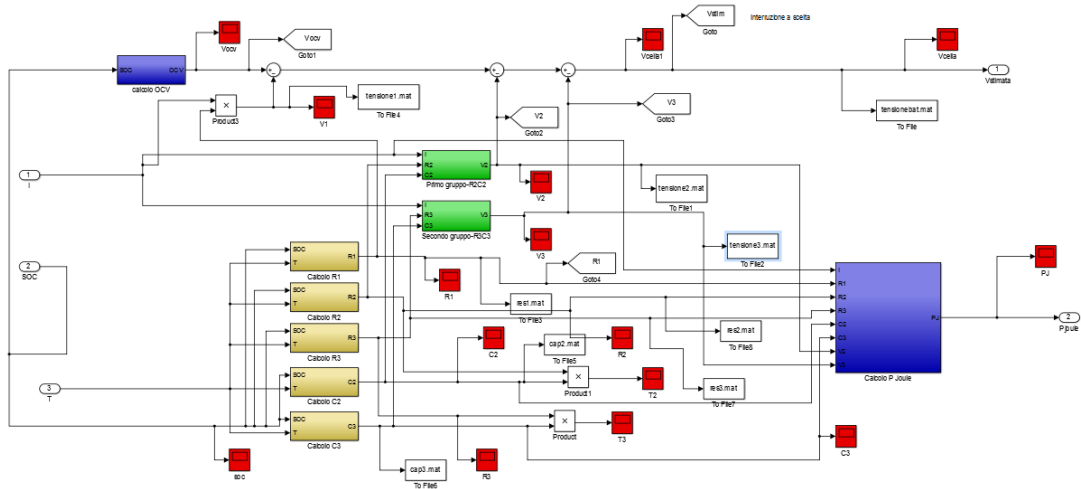 Vstim
Goto
Interruzione a scelta
Vocv
Vocv
Goto1
Vcella1
Vcella
SOC
OCV
calcolo OCV
1
Vstimata
tensione1.mat
To File4
Product3
V1
V2
Goto2
V3
Goto3
tensionebat.mat
To File
1
I
I
R2
C2
V2
Primo gruppo-R2C2
V2
tensione2.mat
To File1
I
R3
C3
V3
Secondo gruppo-R3C3
V3
tensione3.mat
To File2
2
SOC
SOC
T
R1
Calcolo R1
R1
R1
Goto4
PJ
SOC
T
R2
Calcolo R2
res1.mat
To File3
I
R1
R2
R3
C2
C3
V2
V3
PJ
Calcolo P Joule
2
Pjoule
SOC
T
R3
Calcolo R3
C2
cap2.mat
To File5
R2
res2.mat
To File8
3
T
SOC
T
C2
Calcolo C2
Product1
T2
res3.mat
To File7
SOC
T
C3
Calcolo C3
Product
T3
C3
soc
cap3.mat
To File6
R3